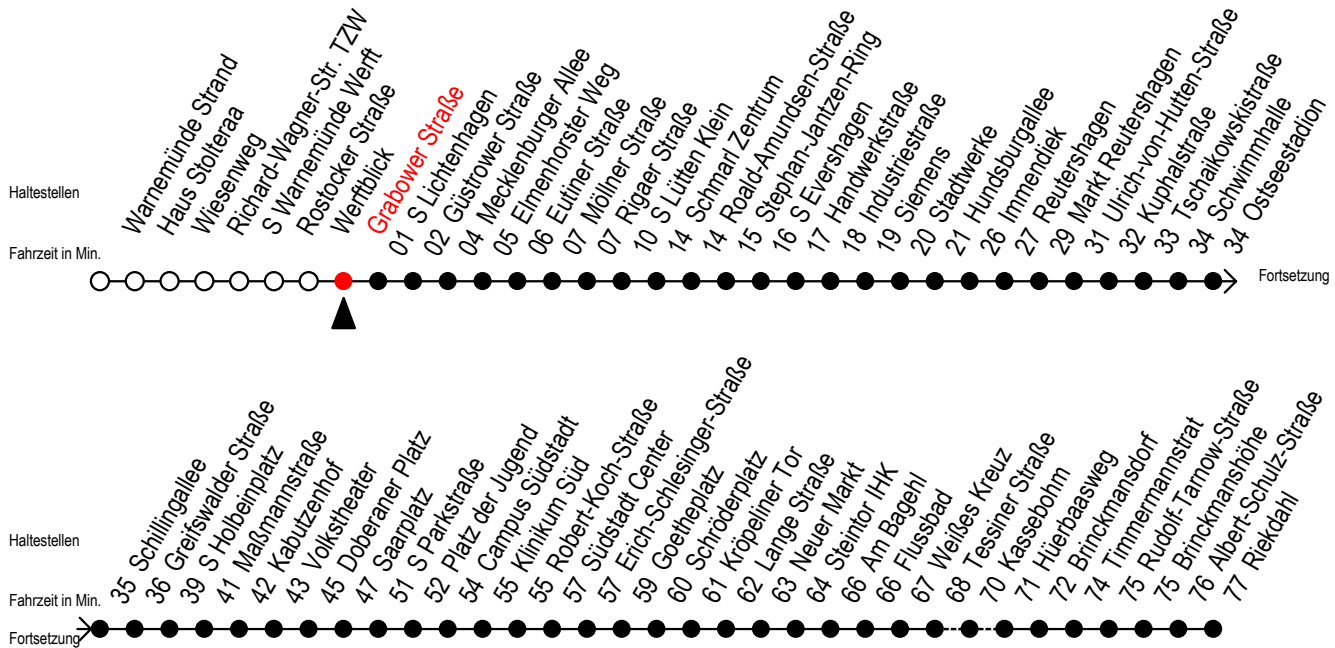 Haltestellen
Warnemünde Strand
Haus Stolteraa
Wiesenweg
Richard-Wagner-Str. TZW
S Warnemünde Werft
Rostocker Straße
Werftblick
Grabower Straße
01 S Lichtenhagen
02 Güstrower Straße
04 Mecklenburger Allee
05 Elmenhorster Weg
06 Eutiner Straße
07 Möllner Straße
07 Rigaer Straße
10 S Lütten Klein
14 Schmarl Zentrum
14 Roald-Amundsen-Straße
15 Stephan-Jantzen-Ring
16 S Evershagen
17 Handwerkstraße
18 Industriestraße
19 Siemens
20 Stadtwerke
21 Hundsburgallee
26 Immendiek
27 Reutershagen
29 Markt Reutershagen
31 Ulrich-von-Hutten-Straße
32 Kuphalstraße
33 Tschaikowskistraße
34 Schwimmhalle
34 Ostseestadion
Fahrzeit in Min.
Fortsetzung
Haltestellen
35 Schillingallee
36 Greifswalder Straße
39 S Holbeinplatz
41 Maßmannstraße
42 Kabutzenhof
43 Volkstheater
45 Doberaner Platz
47 Saarplatz
51 S Parkstraße
52 Platz der Jugend
54 Campus Südstadt
55 Klinikum Süd
55 Robert-Koch-Straße
57 Südstadt Center
57 Erich-Schlesinger-Straße
59 Goetheplatz
60 Schröderplatz
61 Kröpeliner Tor
62 Lange Straße
63 Neuer Markt
64 Steintor IHK
66 Am Bagehl
66 Flussbad
67 Weißes Kreuz
68 Tessiner Straße
70 Kassebohm
71 Hüerbaasweg
72 Brinckmansdorf
74 Timmermannstrat
75 Rudolf-Tarnow-Straße
75 Brinckmanshöhe
76 Albert-Schulz-Straße
77 Riekdahl
Fahrzeit in Min.
Fortsetzung